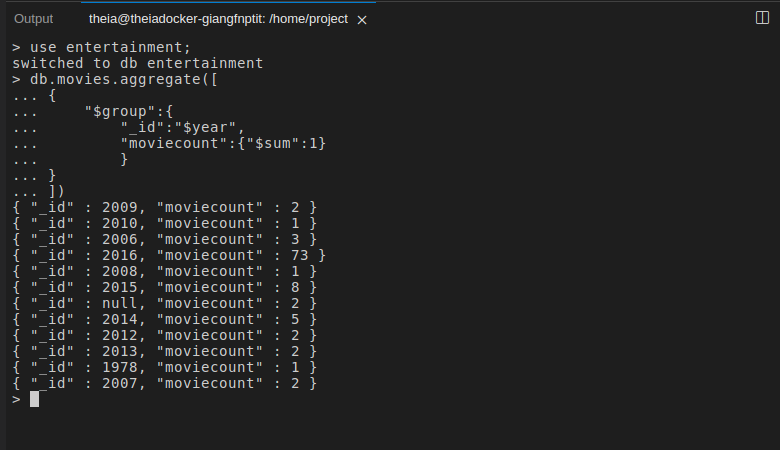 Output theia@theiadocker-giangfnptit: /home/project
> use entertainment;
switched to db entertainment
> db.movies.aggregate([
... {
...     "$group":{
...         "_id":"$year",
...         "moviecount":{"$sum":1}
...         }
... }
... ])
{ "_id" : 2009, "moviecount" : 2 }
{ "_id" : 2010, "moviecount" : 1 }
{ "_id" : 2006, "moviecount" : 3 }
{ "_id" : 2016, "moviecount" : 73 }
{ "_id" : 2008, "moviecount" : 1 }
{ "_id" : 2015, "moviecount" : 8 }
{ "_id" : null, "moviecount" : 2 }
{ "_id" : 2014, "moviecount" : 5 }
{ "_id" : 2012, "moviecount" : 2 }
{ "_id" : 2013, "moviecount" : 2 }
{ "_id" : 1978, "moviecount" : 1 }
{ "_id" : 2007, "moviecount" : 2 }
>